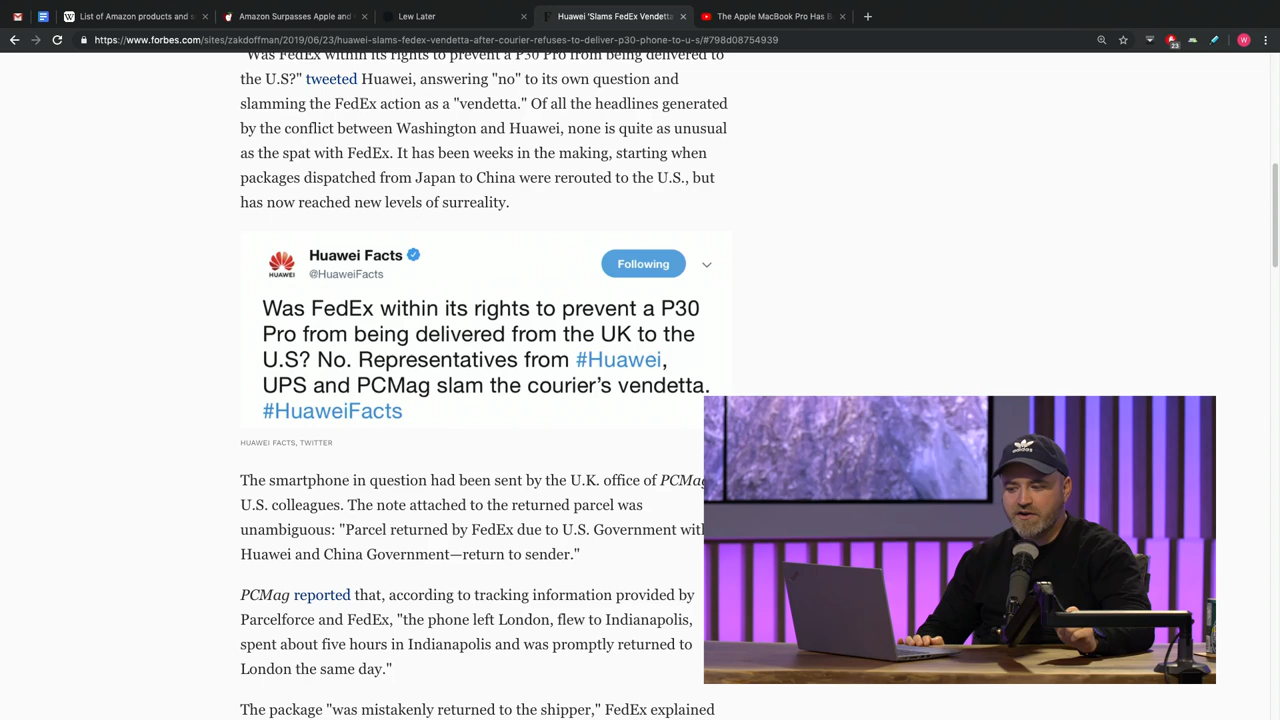 List of Amazon products and s
Amazon Surpasses Apple and
Lew Later
Huawei 'Slams FedEx Vendetta
The Apple MacBook Pro Has B
https://www.forbes.com/sites/zakdoffman/2019/06/23/huawei-slams-fedex-vendetta-after-courier-refuses-to-deliver-p30-phone-to-u-s/#798d08754939
23
W
"Was FedEx within its rights to prevent a P30 Pro from being delivered to
the U.S?" tweeted Huawei, answering "no" to its own question and
slamming the FedEx action as a "vendetta." Of all the headlines generated
by the conflict between Washington and Huawei, none is quite as unusual
as the spat with FedEx. It has been weeks in the making, starting when
packages dispatched from Japan to China were rerouted to the U.S., but
has now reached new levels of surreality.
HUAWEI
Huawei Facts
@HuaweiFacts
Following
Was FedEx within its rights to prevent a P30
Pro from being delivered from the UK to the
U.S? No. Representatives from #Huawei,
UPS and PCMag slam the courier's vendetta.
#HuaweiFacts
HUAWEI FACTS, TWITTER
The smartphone in question had been sent by the U.K. office of PCMag
U.S. colleagues. The note attached to the returned parcel was
unambiguous: "Parcel returned by FedEx due to U.S. Government with
Huawei and China Government—return to sender."
PCMag reported that, according to tracking information provided by
Parcelforce and FedEx, "the phone left London, flew to Indianapolis,
spent about five hours in Indianapolis and was promptly returned to
London the same day."
The package "was mistakenly returned to the shipper," FedEx explained
adidas